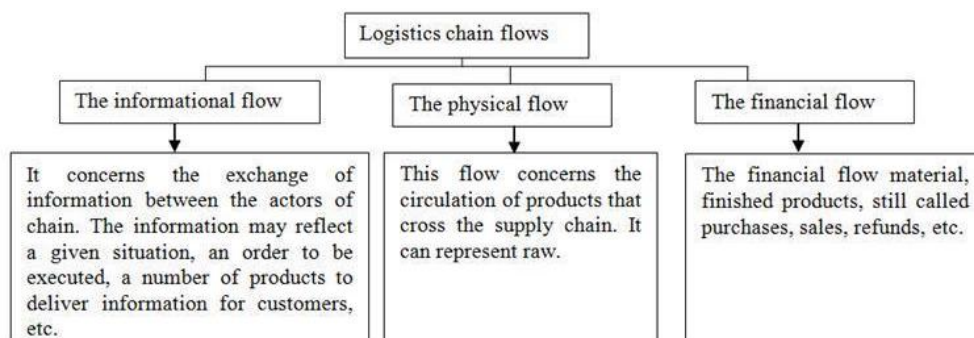 Logistics chain flows
The informational flow
The physical flow
The financial flow
It concerns the exchange of
information between the actors of
chain. The information may reflect
a given situation, an order to be
executed, a number of products to
deliver information for customers,
etc.
This flow concerns the
circulation of products that
cross the supply chain. It
can represent raw.
The financial flow material,
finished products, still called
purchases, sales, refunds, etc.